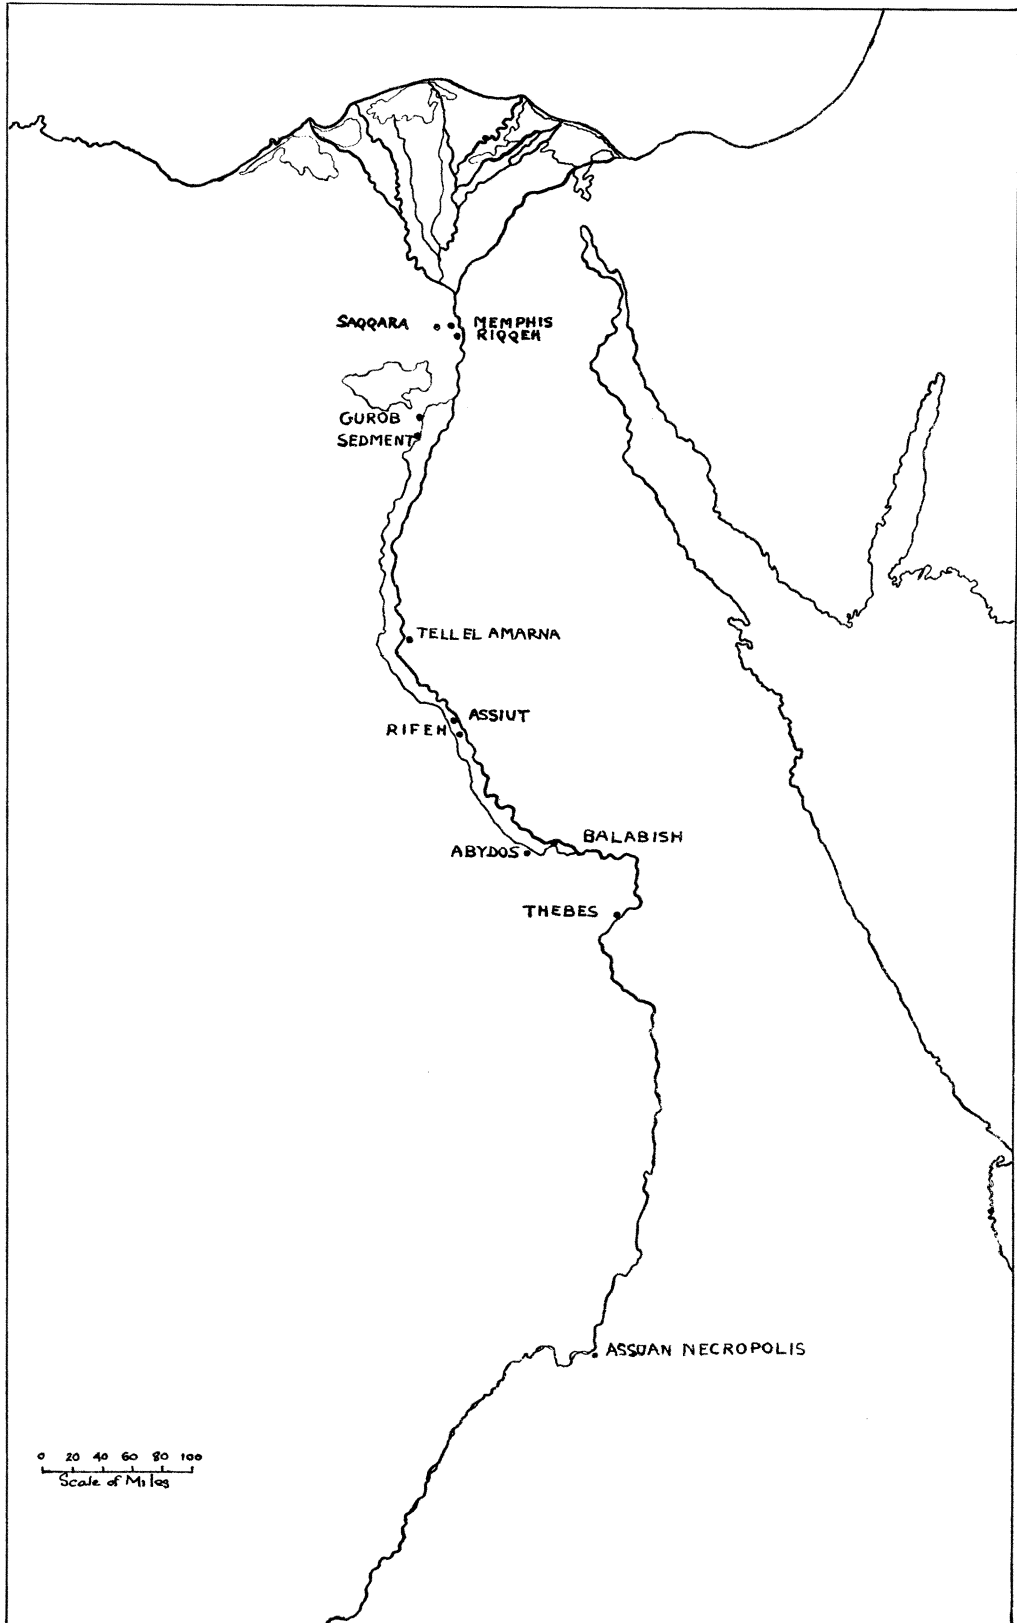 SAQQARA
MEMPHIS
RIQQEH
GUROB
SEDMENT
TELL EL AMARNA
ASSIUT
RIFEH
BALABISH
ABYDOS
THEBES
ASSUAN NECROPOLIS
0 20 40 60 80 100
Scale of Miles